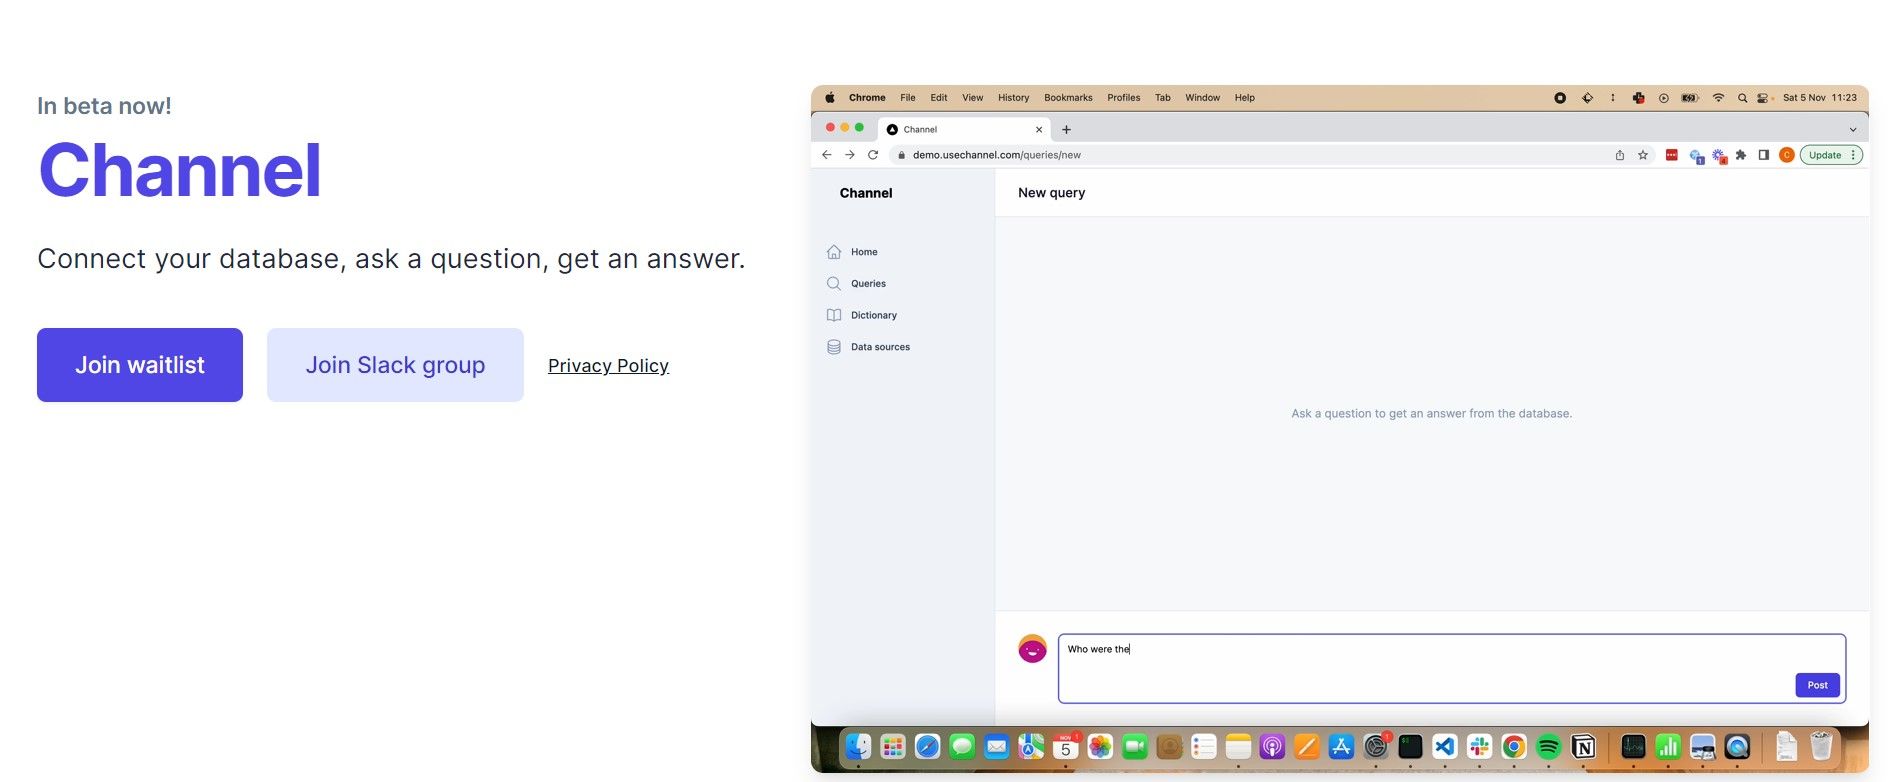 In beta now!
Channel
Connect your database, ask a question, get an answer.
Join waitlist
Join Slack group
Privacy Policy
Chrome File Edit View History Bookmarks Profiles Tab Window Help
Sat 5 Nov 11:23
Channel
demo.usechannel.com/queries/new
Update
Channel
Home
Queries
Dictionary
Data sources
New query
Ask a question to get an answer from the database.
Who were the
Post
NOV
5